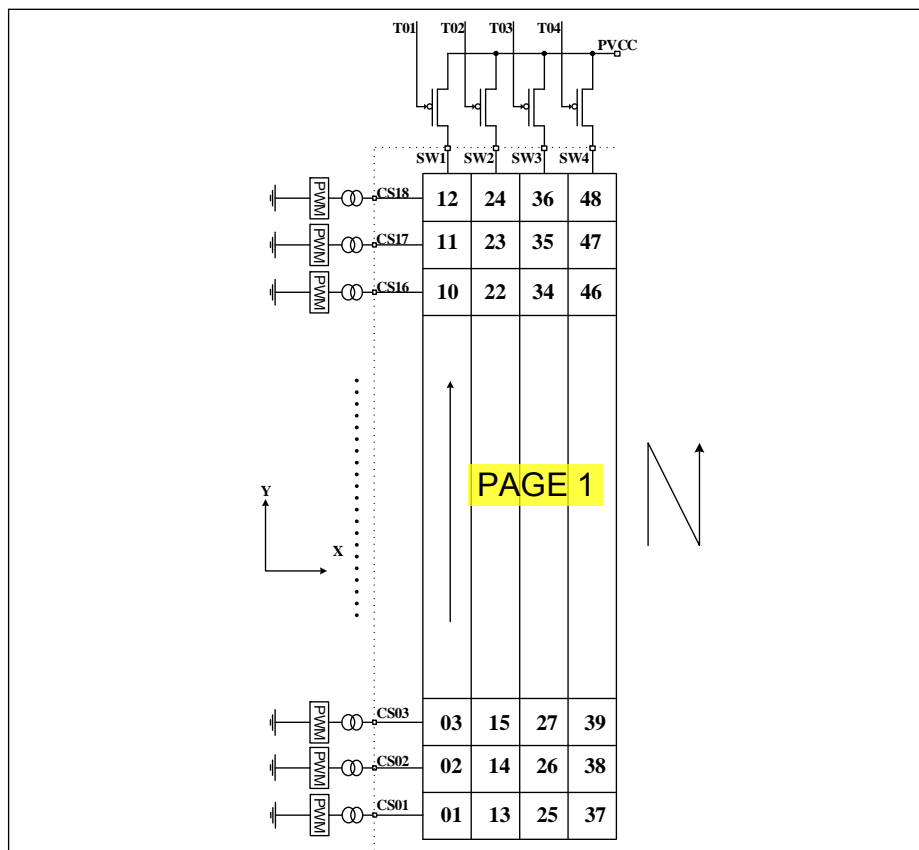 T01 T02 T03 T04
PVCC
SW1 SW2 SW3 SW4
PWM CS18 12 24 36 48
PWM CS17 11 23 35 47
PWM CS16 10 22 34 46
PAGE 1
Y
X
PWM CS03 03 15 27 39
PWM CS02 02 14 26 38
PWM CS01 01 13 25 37